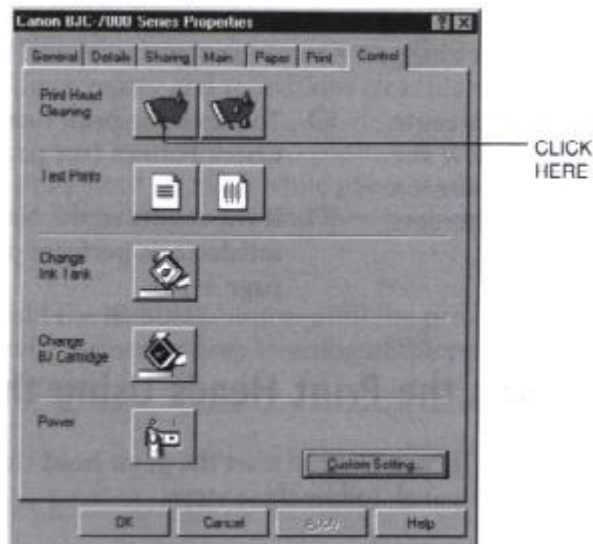 Canon BJC-7000 Series Properties
General Details Sharing Main Paper Print Control
Print Head
Cleaning
CLICK
HERE
Test Prints
Change
Ink Tank
Change
BJ Cartridge
Power
Custom Setting...
OK Cancel Apply Help